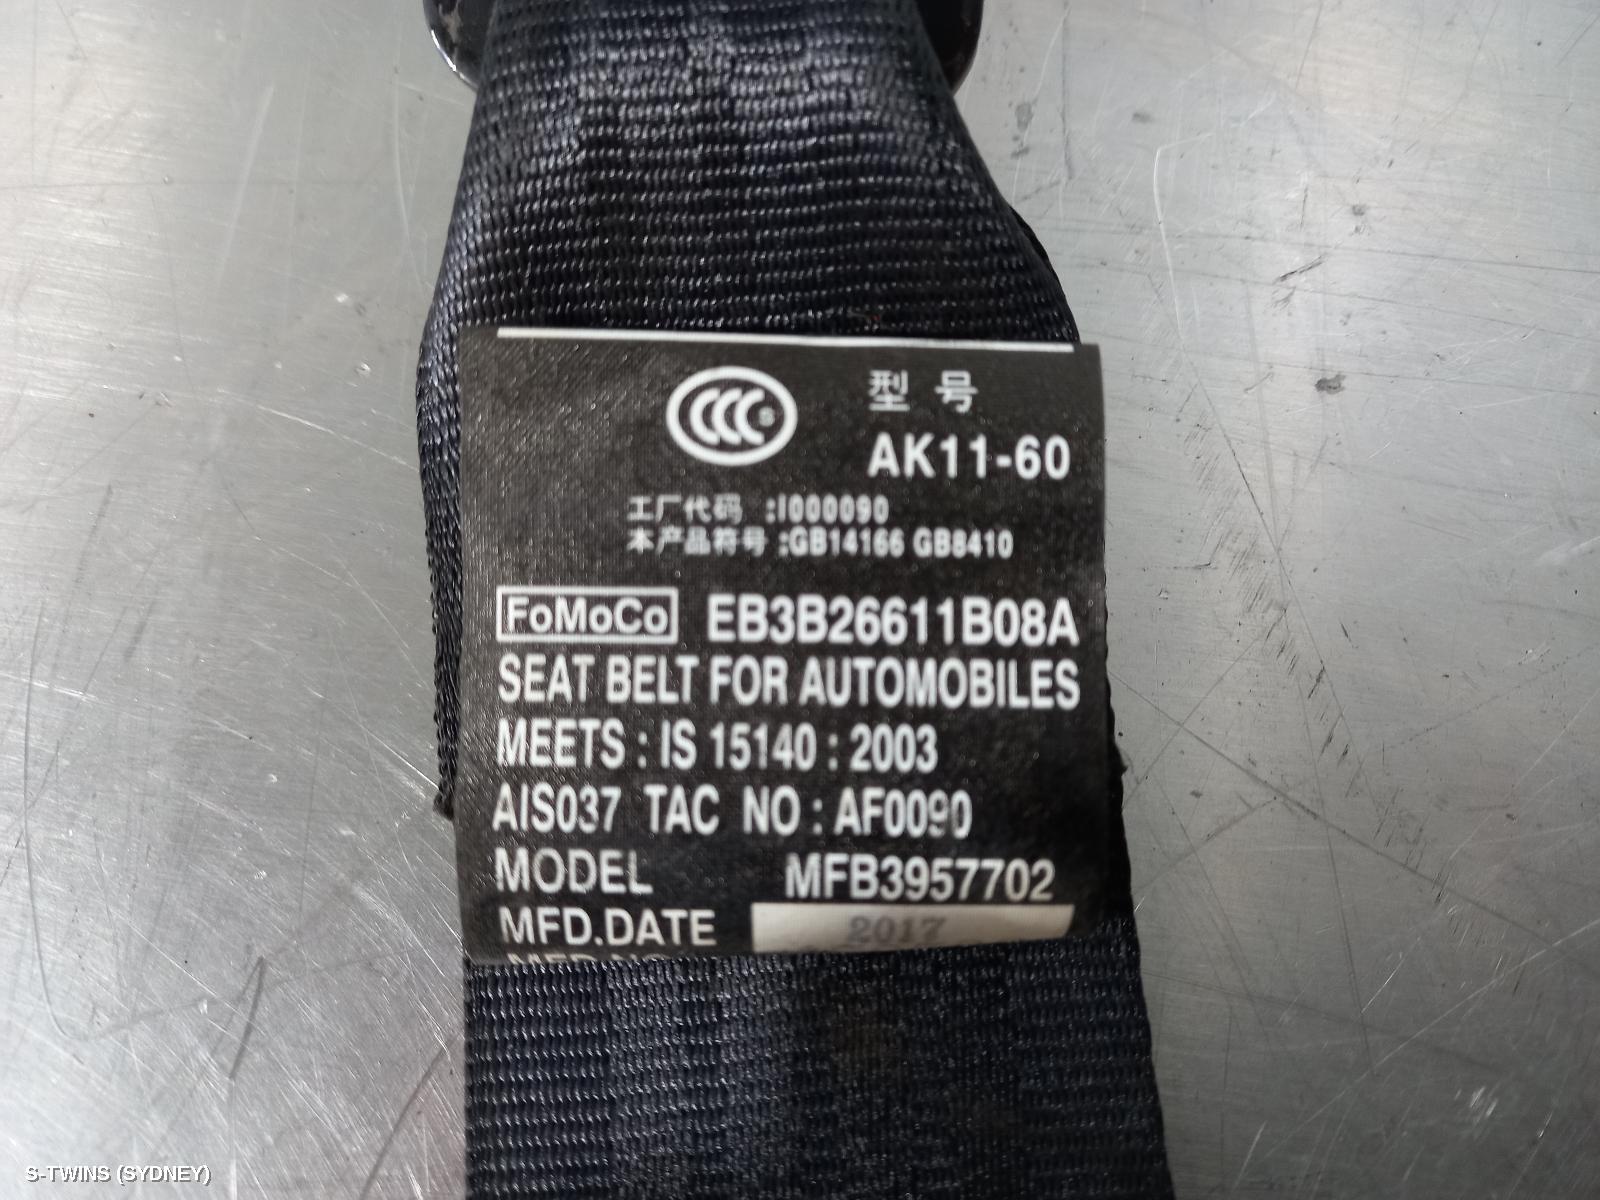 CCC S
型号
AK11-60
工厂代码 :I000090
本产品符号 :GB14166 GB8410
FoMoCo EB3B26611B08A
SEAT BELT FOR AUTOMOBILES
MEETS : IS 15140 : 2003
AIS037 TAC NO : AF0090
MODEL MFB3957702
MFD.DATE 2017
S-TWINS (SYDNEY)